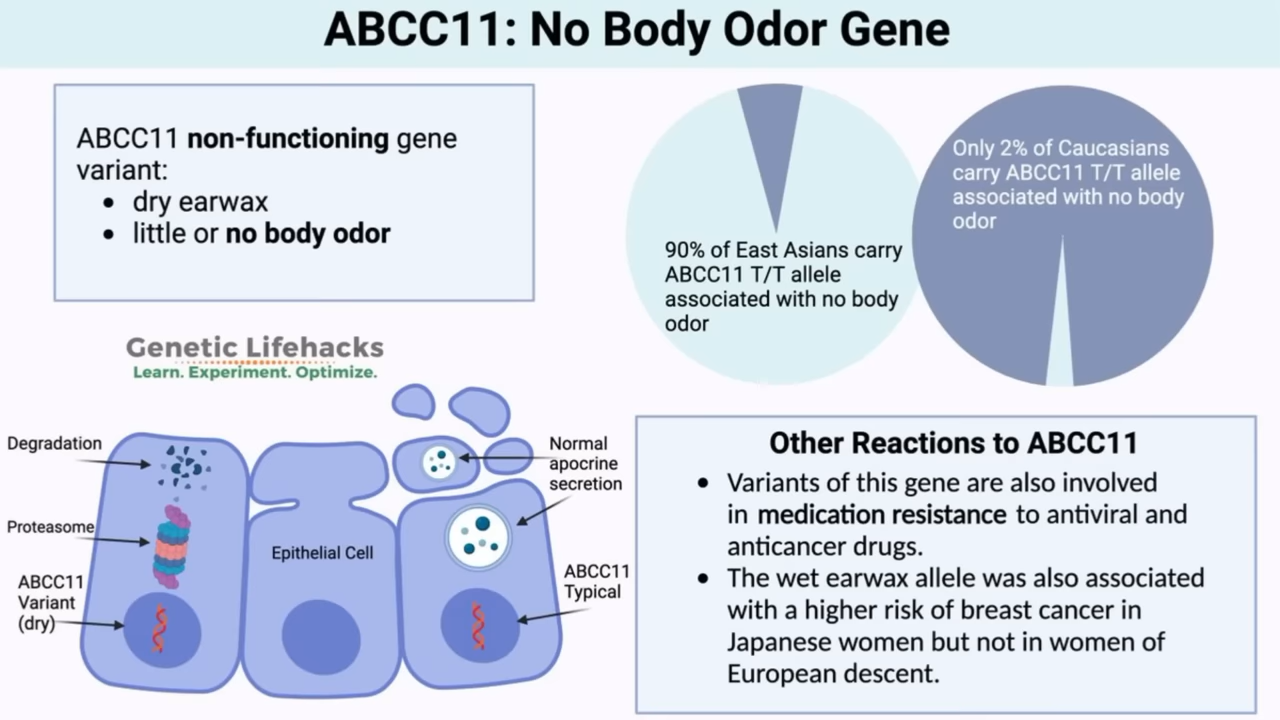 ABCC11: No Body Odor Gene
ABCC11 non-functioning gene
variant:
• dry earwax
• little or no body odor
90% of East Asians carry
ABCC11 T/T allele
associated with no body
odor
Only 2% of Caucasians
carry ABCC11 T/T allele
associated with no body
odor
Genetic Lifehacks
Learn. Experiment. Optimize.
Degradation
Proteasome
ABCC11
Variant
(dry)
Epithelial Cell
Normal
apocrine
secretion
ABCC11
Typical
Other Reactions to ABCC11
• Variants of this gene are also involved
in medication resistance to antiviral and
anticancer drugs.
• The wet earwax allele was also associated
with a higher risk of breast cancer in
Japanese women but not in women of
European descent.